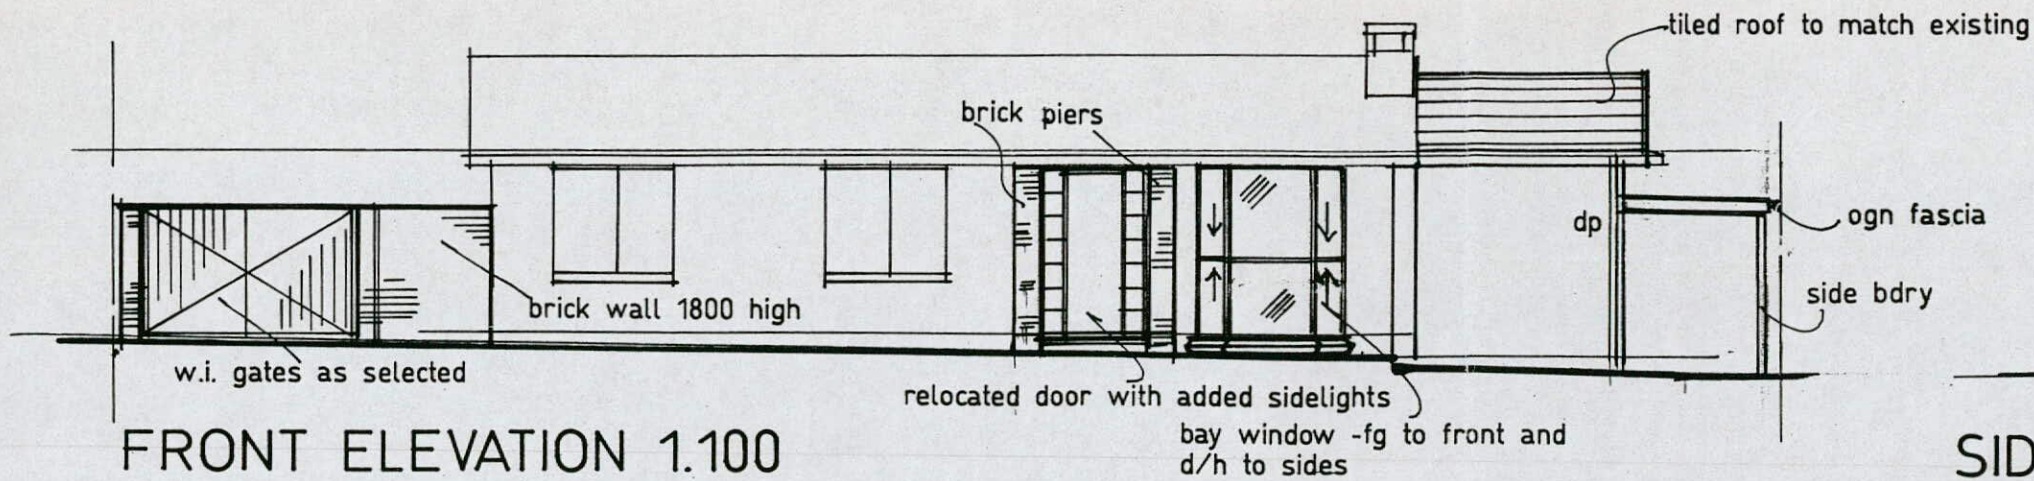 tiled roof to match existing
brick piers
dp
ogn fascia
side bdry
brick wall 1800 high
w.i. gates as selected
relocated door with added sidelights
bay window -fg to front and
d/h to sides
FRONT ELEVATION 1.100
SID